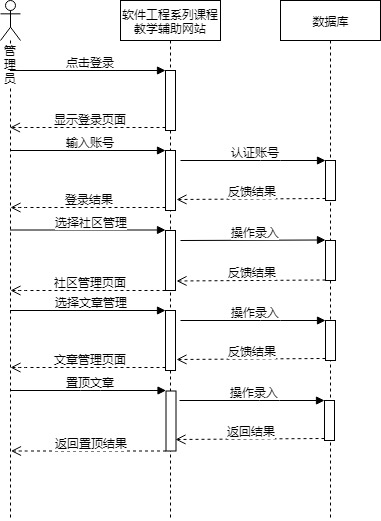 软件工程系列课程
教学辅助网站
数据库
管理员
点击登录
显示登录页面
输入账号
认证账号
反馈结果
登录结果
选择社区管理
操作录入
反馈结果
社区管理页面
选择文章管理
操作录入
反馈结果
文章管理页面
置顶文章
操作录入
返回结果
返回置顶结果